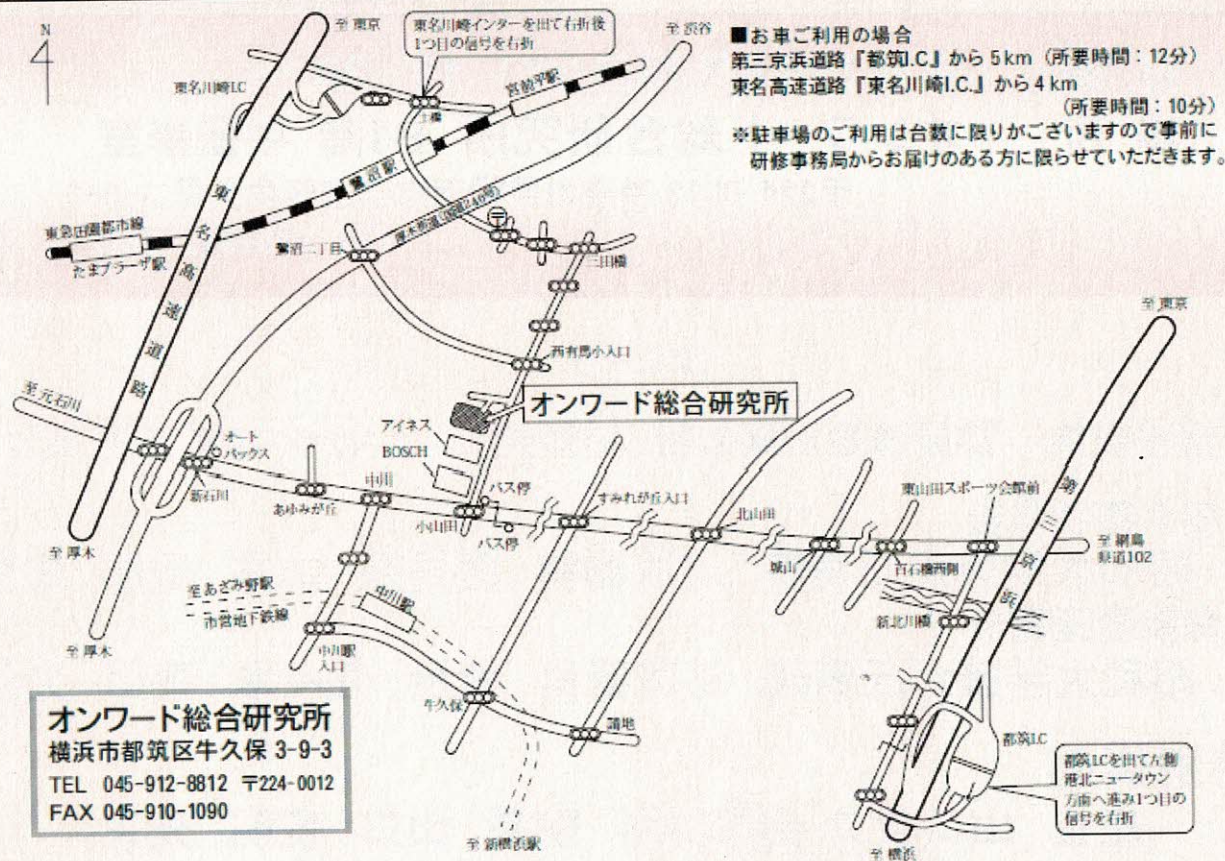 ■お車ご利用の場合
第三京浜道路『都筑I.C』から 5 km（所要時間：12分）
東名高速道路『東名川崎I.C.』から 4 km
（所要時間：10分）
※駐車場のご利用は台数に限りがございますので事前に
研修事務局からお届けのある方に限らせていただきます。
N
至 東京
東名川崎インターを出て右折後
1つ目の信号を右折
至 渋谷
東名川崎I.C
土橋
宮前平駅
鷺沼駅
東急田園都市線
たまプラーザ駅
東名高速道路
鷺沼二丁目
厚木街道（国道246号）
〒
三田橋
至 東京
西有馬小入口
オンワード総合研究所
至 元石川
アイネス
BOSCH
オート
バックス
新石川
あゆみが丘
中川
小山田
バス停
バス停
すみれが丘入口
北山田
城山
東山田スポーツ会館前
百石橋西側
至 綱島
県道102
第三京浜
至 厚木
至 あざみ野駅
市営地下鉄線
中川駅
新北川橋
至 厚木
中川駅
入口
牛久保
至 新横浜駅
都筑I.C
都筑I.Cを出て左側
港北ニュータウン
方面へ進み1つ目の
信号を右折
至 横浜
オンワード総合研究所
横浜市都筑区牛久保 3-9-3
TEL 045-912-8812 〒224-0012
FAX 045-910-1090